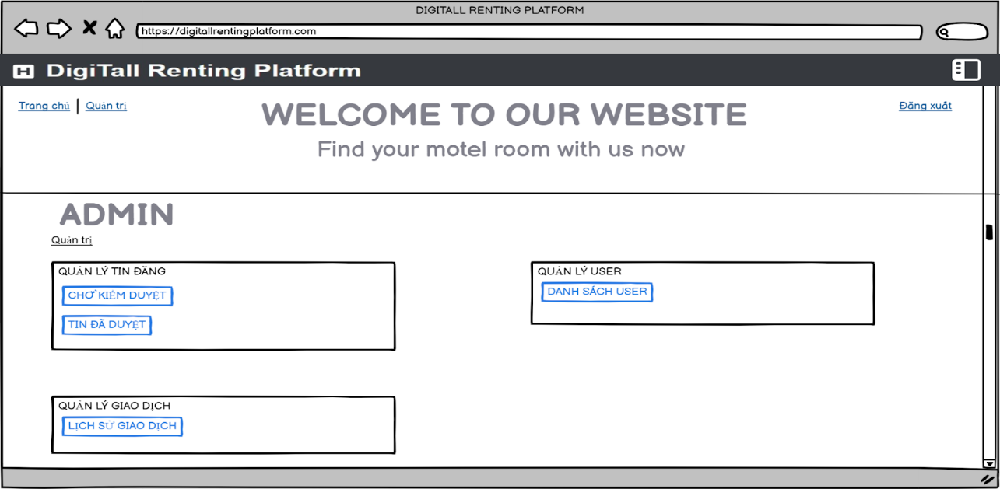 DIGITALL RENTING PLATFORM
https://digitallrentingplatform.com
DigiTall Renting Platform
Trang chủ | Quản trị
Đăng xuất
WELCOME TO OUR WEBSITE
Find your motel room with us now
ADMIN
Quản trị
QUẢN LÝ TIN ĐĂNG
CHỜ KIỂM DUYỆT
TIN ĐÃ DUYỆT
QUẢN LÝ USER
DANH SÁCH USER
QUẢN LÝ GIAO DỊCH
LỊCH SỬ GIAO DỊCH